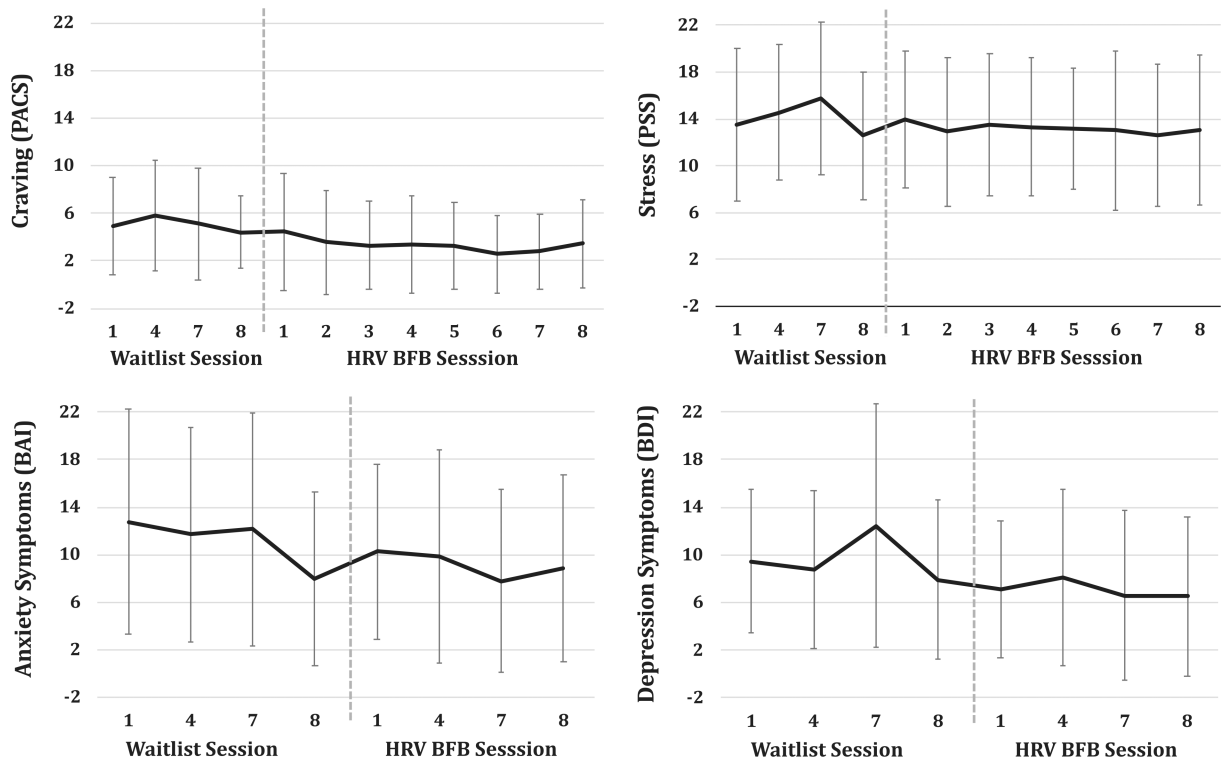 Craving (PACS)
22
18
14
10
6
2
-2
1 4 7 8 1 2 3 4 5 6 7 8
Waitlist Session HRV BFB Sesssion
Stress (PSS)
22
18
14
10
6
2
-2
1 4 7 8 1 2 3 4 5 6 7 8
Waitlist Session HRV BFB Sesssion
Anxiety Symptoms (BAI)
22
18
14
10
6
2
-2
1 4 7 8 1 4 7 8
Waitlist Session HRV BFB Sesssion
Depression Symptoms (BDI)
22
18
14
10
6
2
-2
1 4 7 8 1 4 7 8
Waitlist Session HRV BFB Sesssion